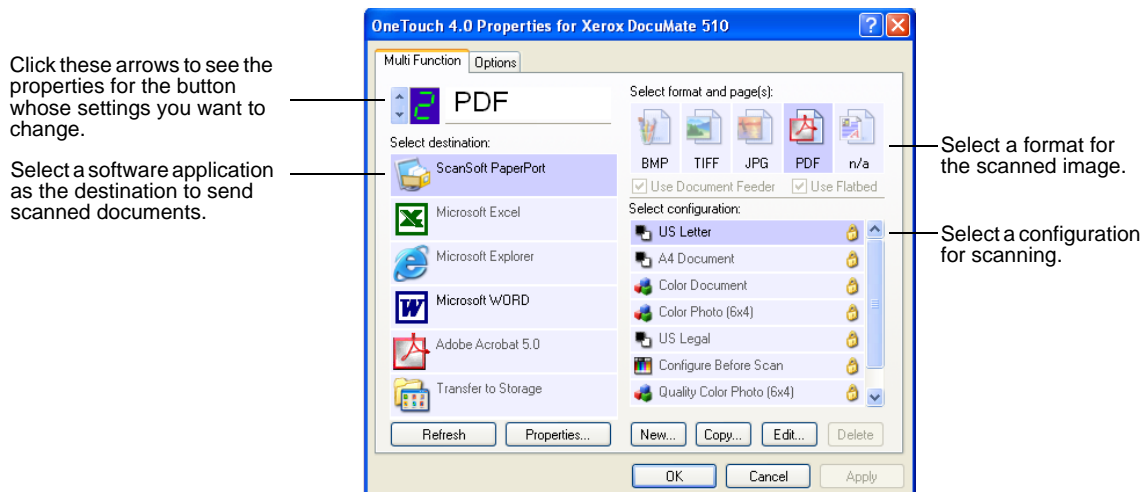 OneTouch 4.0 Properties for Xerox DocuMate 510
Multi Function
Options
Click these arrows to see the
properties for the button
whose settings you want to
change.
2
PDF
Select destination:
Select a software application
as the destination to send
scanned documents.
ScanSoft PaperPort
Microsoft Excel
Microsoft Explorer
Microsoft WORD
Adobe Acrobat 5.0
Transfer to Storage
Refresh
Properties...
Select format and page(s):
BMP
TIFF
JPG
PDF
n/a
Use Document Feeder
Use Flatbed
Select a format for
the scanned image.
Select configuration:
US Letter
A4 Document
Color Document
Color Photo (6x4)
US Legal
Configure Before Scan
Quality Color Photo (6x4)
Select a configuration
for scanning.
New...
Copy...
Edit...
Delete
OK
Cancel
Apply